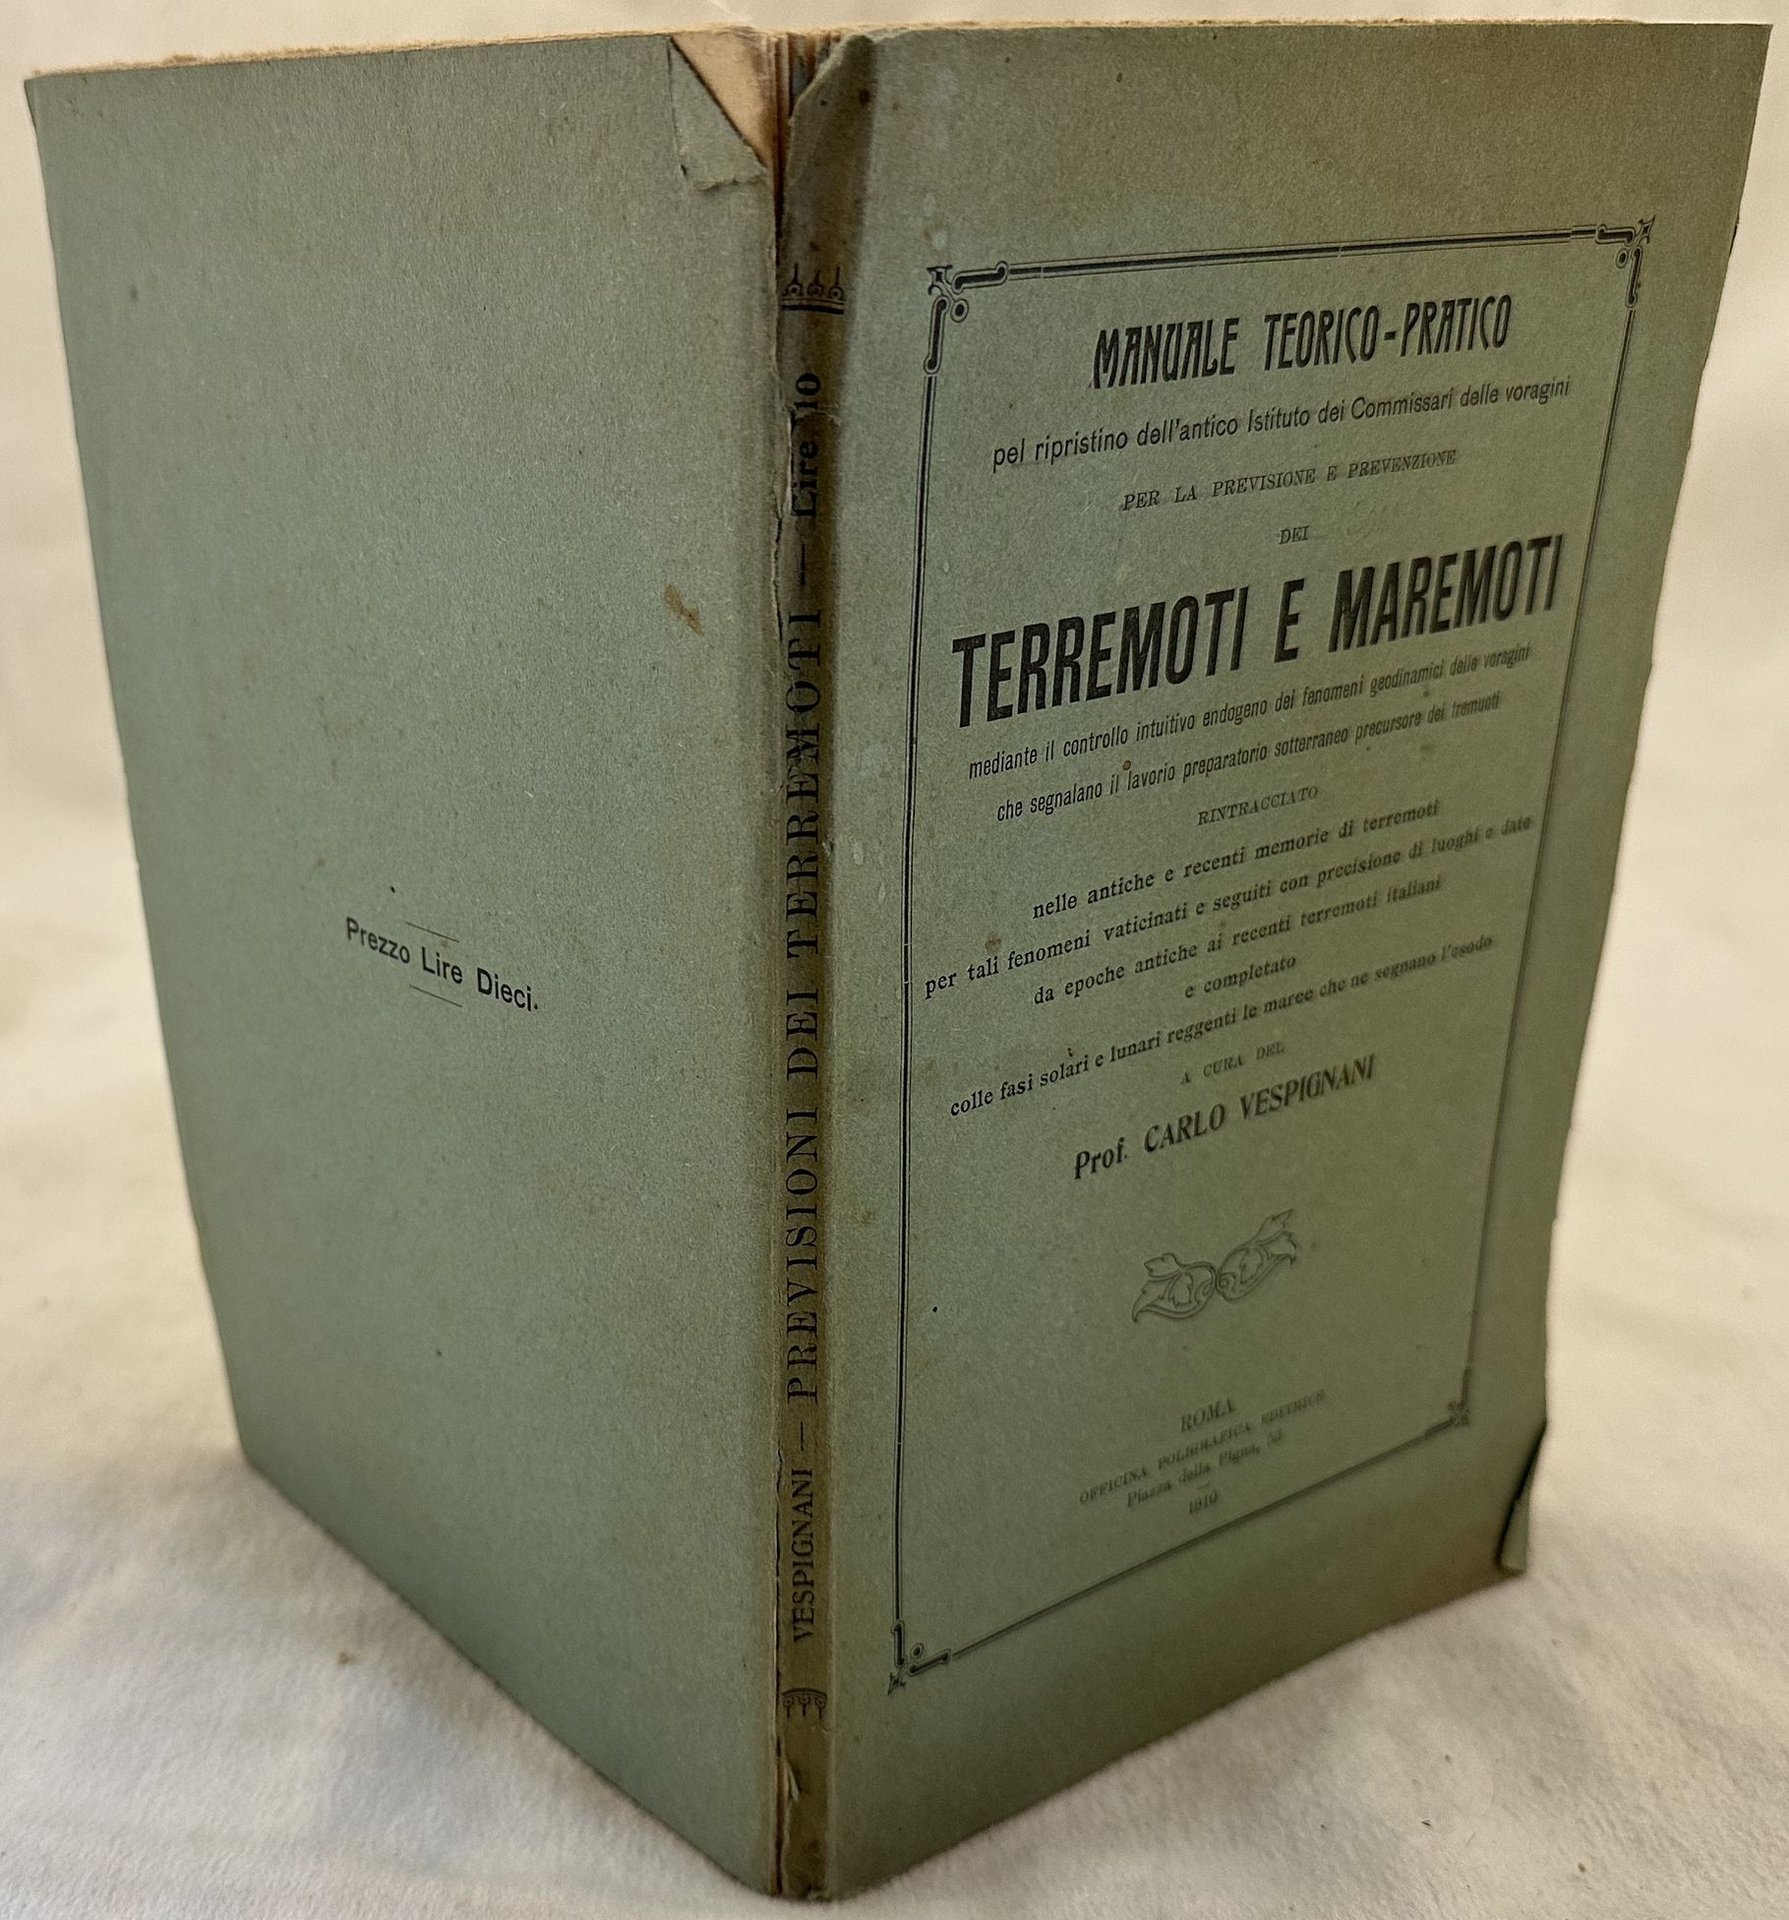 Prezzo Lire Dieci.
VESPIGNANI — PREVISIONI DEI TERREMOTI — Lire 10
MANUALE TEORICO-PRATICO
pel ripristino dell'antico Istituto dei Commissari delle voragini
PER LA PREVISIONE E PREVENZIONE
DEI
TERREMOTI E MAREMOTI
mediante il controllo intuitivo endogeno dei fenomeni geodinamici delle voragini
che segnalano il lavorio preparatorio sotterraneo precursore dei tremuoti
RINTRACCIATO
nelle antiche e recenti memorie di terremoti
per tali fenomeni vaticinati e seguiti con precisione di luoghi e date
da epoche antiche ai recenti terremoti italiani
e completato
colle fasi solari e lunari reggenti le maree che ne segnano l'esodo
A CURA DEL
Prof. CARLO VESPIGNANI
ROMA
OFFICINA POLIGRAFICA EDITRICE
Piazza della Pigna, 53
1910